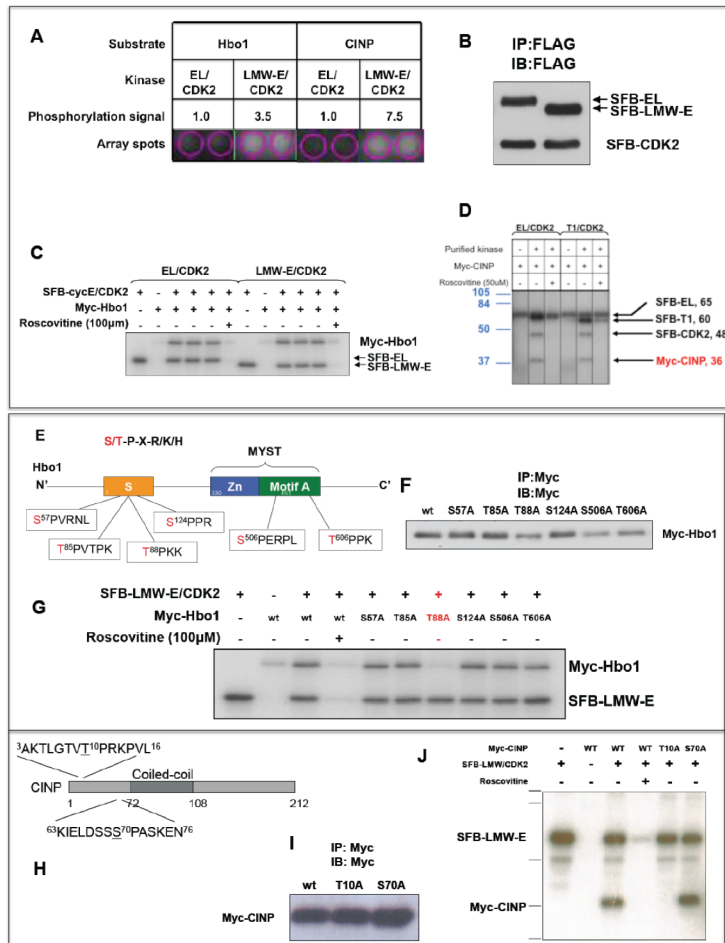 A
Substrate Hbo1 CINP
Kinase EL/CDK2 LMW-E/CDK2 EL/CDK2 LMW-E/CDK2
Phosphorylation signal 1.0 3.5 1.0 7.5
Array spots
B
IP:FLAG
IB:FLAG
SFB-EL
SFB-LMW-E
SFB-CDK2
C
EL/CDK2 LMW-E/CDK2
SFB-cycE/CDK2 + - + + + + + - + + + +
Myc-Hbo1 - + + + + + - + + + + +
Roscovitine (100µm) - - - - - + - - - - - +
Myc-Hbo1
SFB-EL
SFB-LMW-E
D
EL/CDK2 T1/CDK2
Purified kinase - + + - + +
Myc-CINP + + + + + +
Roscovitine (50uM) - - + - - +
105
84
50
37
SFB-EL, 65
SFB-T1, 60
SFB-CDK2, 48
Myc-CINP, 36
E
S/T-P-X-R/K/H
MYST
Hbo1
N' S Zn Motif A C'
S57PVRNL
S124PPR
T85PVTPK
T88PKK
S506PERPL
T606PPK
F
IP:Myc
IB:Myc
wt S57A T85A T88A S124A S506A T606A
Myc-Hbo1
G
SFB-LMW-E/CDK2 + - + + + + + + + +
Myc-Hbo1 - wt wt wt S57A T85A T88A S124A S506A T606A
Roscovitine (100µM) - - - + - - - - - -
Myc-Hbo1
SFB-LMW-E
3AKTLGTVT10PRKPVL16
Coiled-coil
CINP
1 72 108 212
63KIELDSSS70PASKEN76
H
I
IP: Myc
IB: Myc
wt T10A S70A
Myc-CINP
J
Myc-CINP - WT WT WT T10A S70A
SFB-LMW/CDK2 + - + + + +
Roscovitine - - - + - -
SFB-LMW-E
Myc-CINP